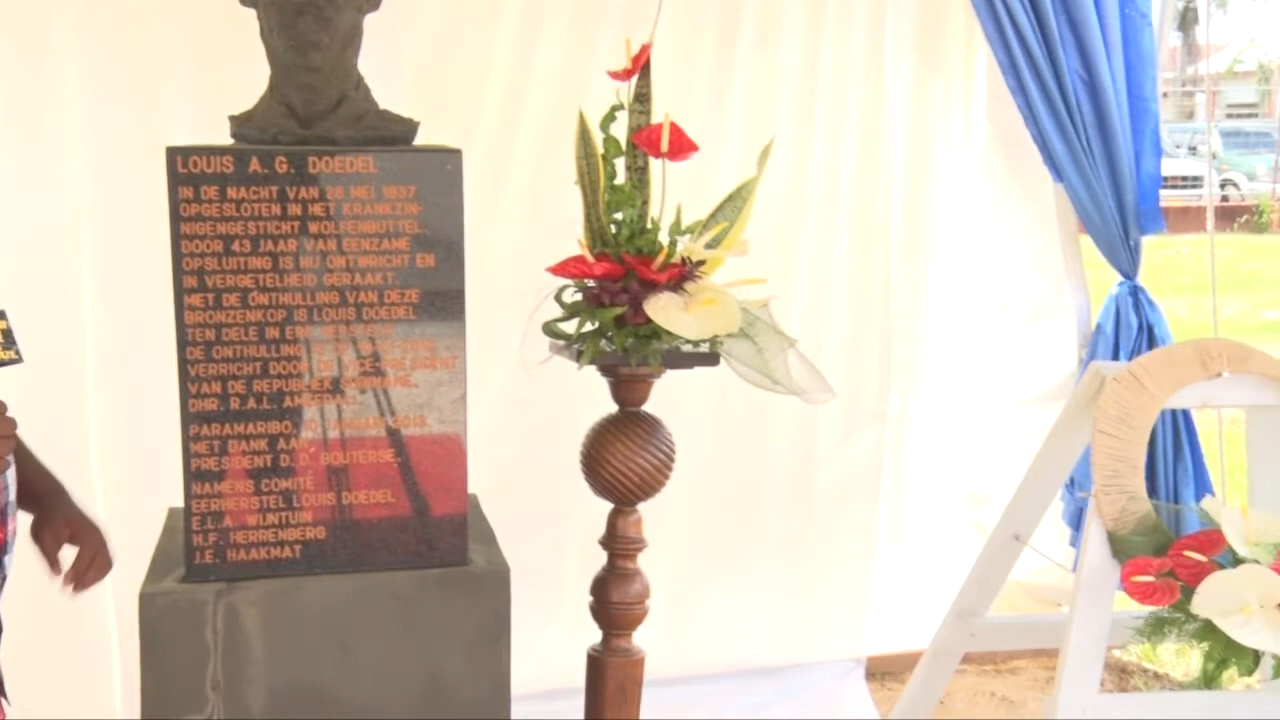 LOUIS A.G. DOEDEL
IN DE NACHT VAN 28 MEI 1937
OPGESLOTEN IN HET KRANKZIN-
NIGENGESTICHT WOLFENBUTTEL.
DOOR 43 JAAR VAN EENZAME
OPSLUITING IS HIJ ONTWRICHT EN
IN VERGETELHEID GERAAKT.
MET DE ONTHULLING VAN DEZE
BRONZENKOP IS LOUIS DOEDEL
TEN DELE IN ERE HERSTELD.
DE ONTHULLING
VERRICHT DOOR DE VICE-PRESIDENT
VAN DE REPUBLIEK SURINAME,
DHR. R.A.L. AMEERALI.
PARAMARIBO, 10 JANUARI 2013.
MET DANK AAN,
PRESIDENT D.D. BOUTERSE.
NAMENS COMITÉ
EERHERSTEL LOUIS DOEDEL
E.L.A. WIJNTUIN
H.F. HERRENBERG
J.E. HAAKMAT